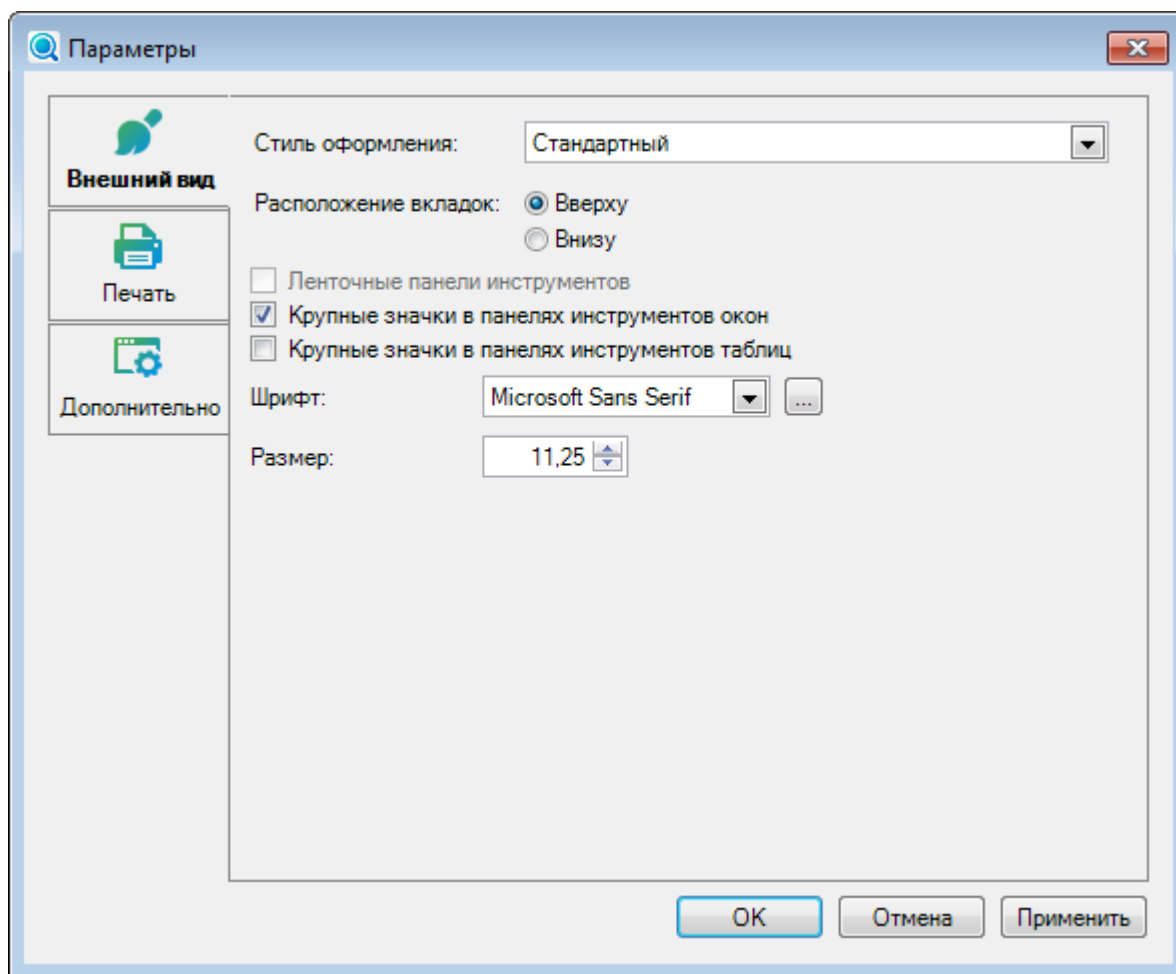 Параметры
Внешний вид
Печать
Дополнительно
Стиль оформления: Стандартный
Расположение вкладок: Вверху
Внизу
Ленточные панели инструментов
Крупные значки в панелях инструментов окон
Крупные значки в панелях инструментов таблиц
Шрифт: Microsoft Sans Serif ...
Размер: 11,25
OK Отмена Применить